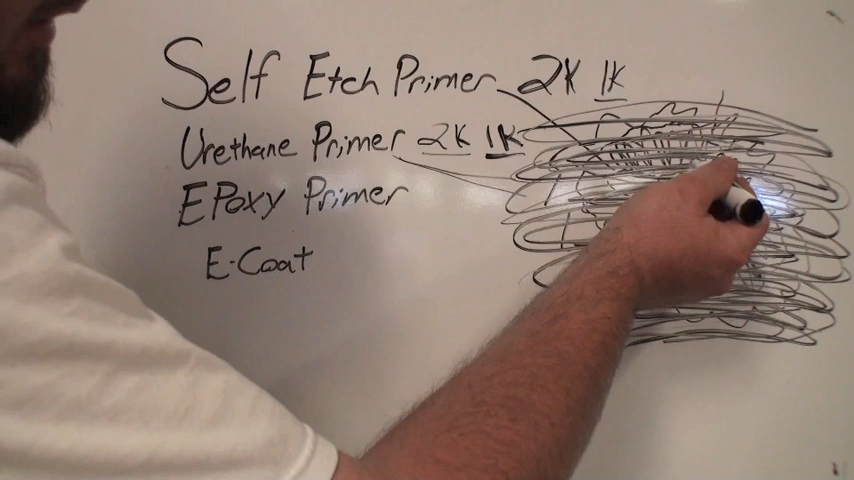 Self Etch Primer 2K 1K
Urethane Primer 2K 1K
EPoxy Primer
E-Coat